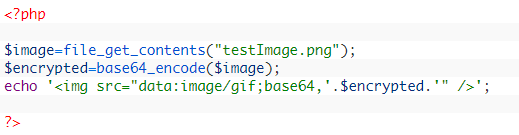 <?php
$image=file_get_contents("testImage.png");
$encrypted=base64_encode($image);
echo '<img src="data:image/gif;base64,'.$encrypted.'" />';
?>